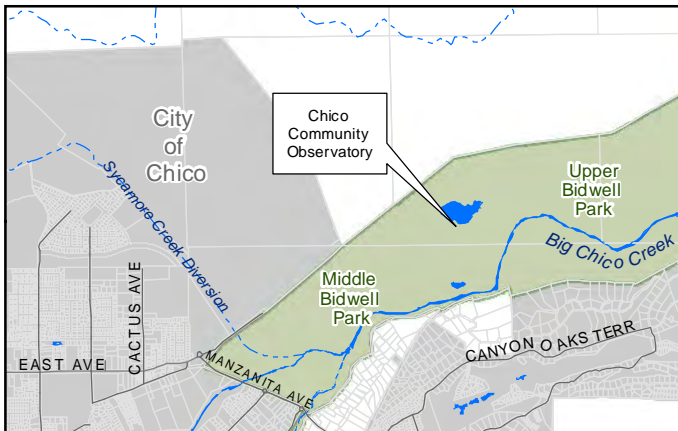 City
of
Chico
Chico
Community
Observatory
Upper
Bidwell
Park
Sycamore Creek Diversion
Big Chico Creek
Middle
Bidwell
Park
CACTUS AVE
EAST AVE
MANZANITA AVE
CANYON OAKS TERR